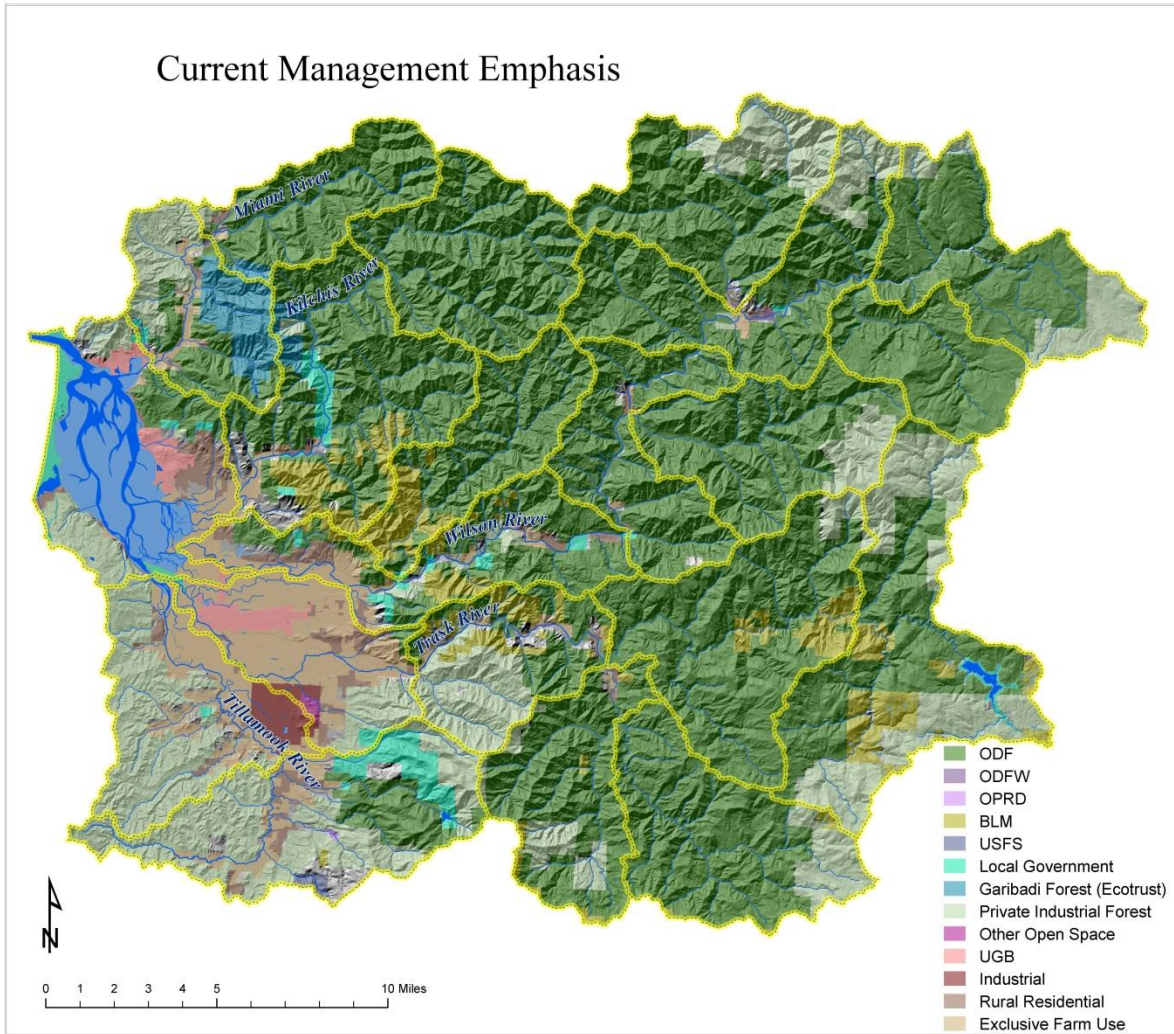 Current Management Emphasis
Miami River
Kilchis River
Wilson River
Trask River
Tillamook River
ODF
ODFW
OPRD
BLM
USFS
Local Government
Garibadi Forest (Ecotrust)
Private Industrial Forest
Other Open Space
UGB
Industrial
Rural Residential
Exclusive Farm Use
N
0 1 2 3 4 5 10 Miles